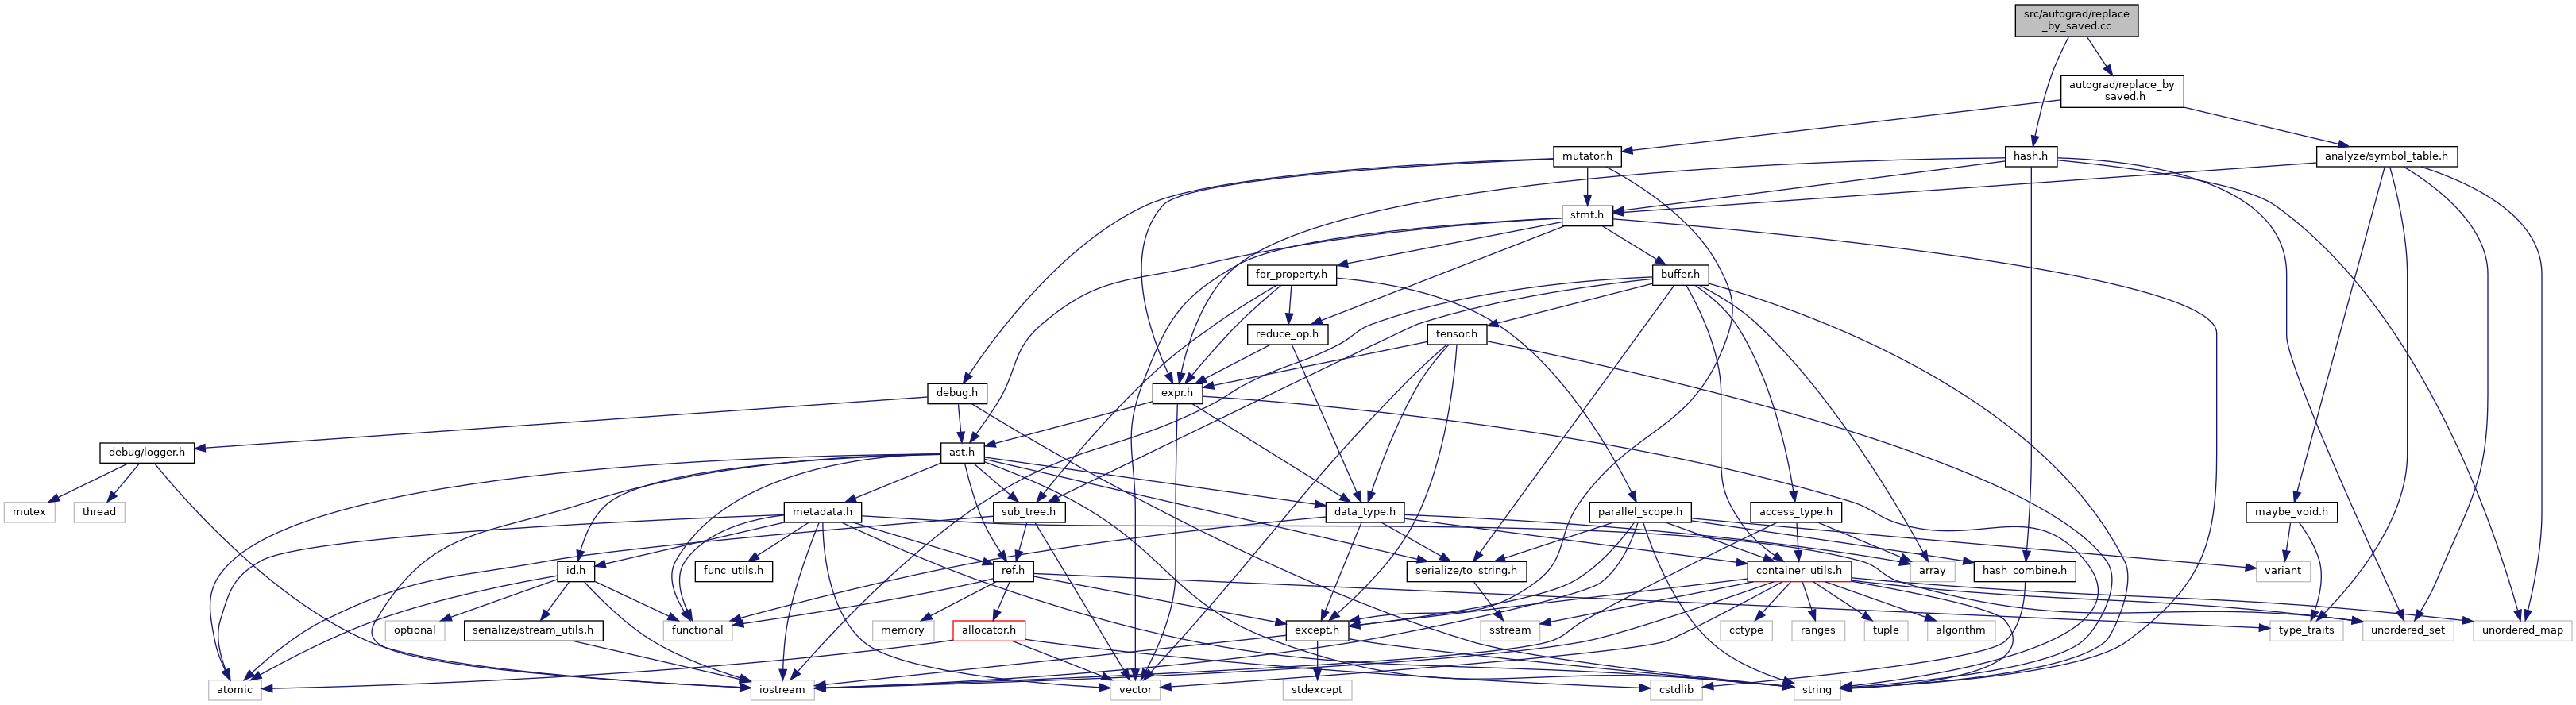 src/autograd/replace
_by_saved.cc
autograd/replace_by
_saved.h
mutator.h
hash.h
analyze/symbol_table.h
stmt.h
for_property.h
buffer.h
reduce_op.h
tensor.h
debug.h
expr.h
debug/logger.h
ast.h
mutex
thread
metadata.h
sub_tree.h
data_type.h
parallel_scope.h
access_type.h
maybe_void.h
id.h
func_utils.h
ref.h
serialize/to_string.h
container_utils.h
array
hash_combine.h
variant
optional
serialize/stream_utils.h
functional
memory
allocator.h
except.h
sstream
cctype
ranges
tuple
algorithm
type_traits
unordered_set
unordered_map
atomic
iostream
vector
stdexcept
cstdlib
string